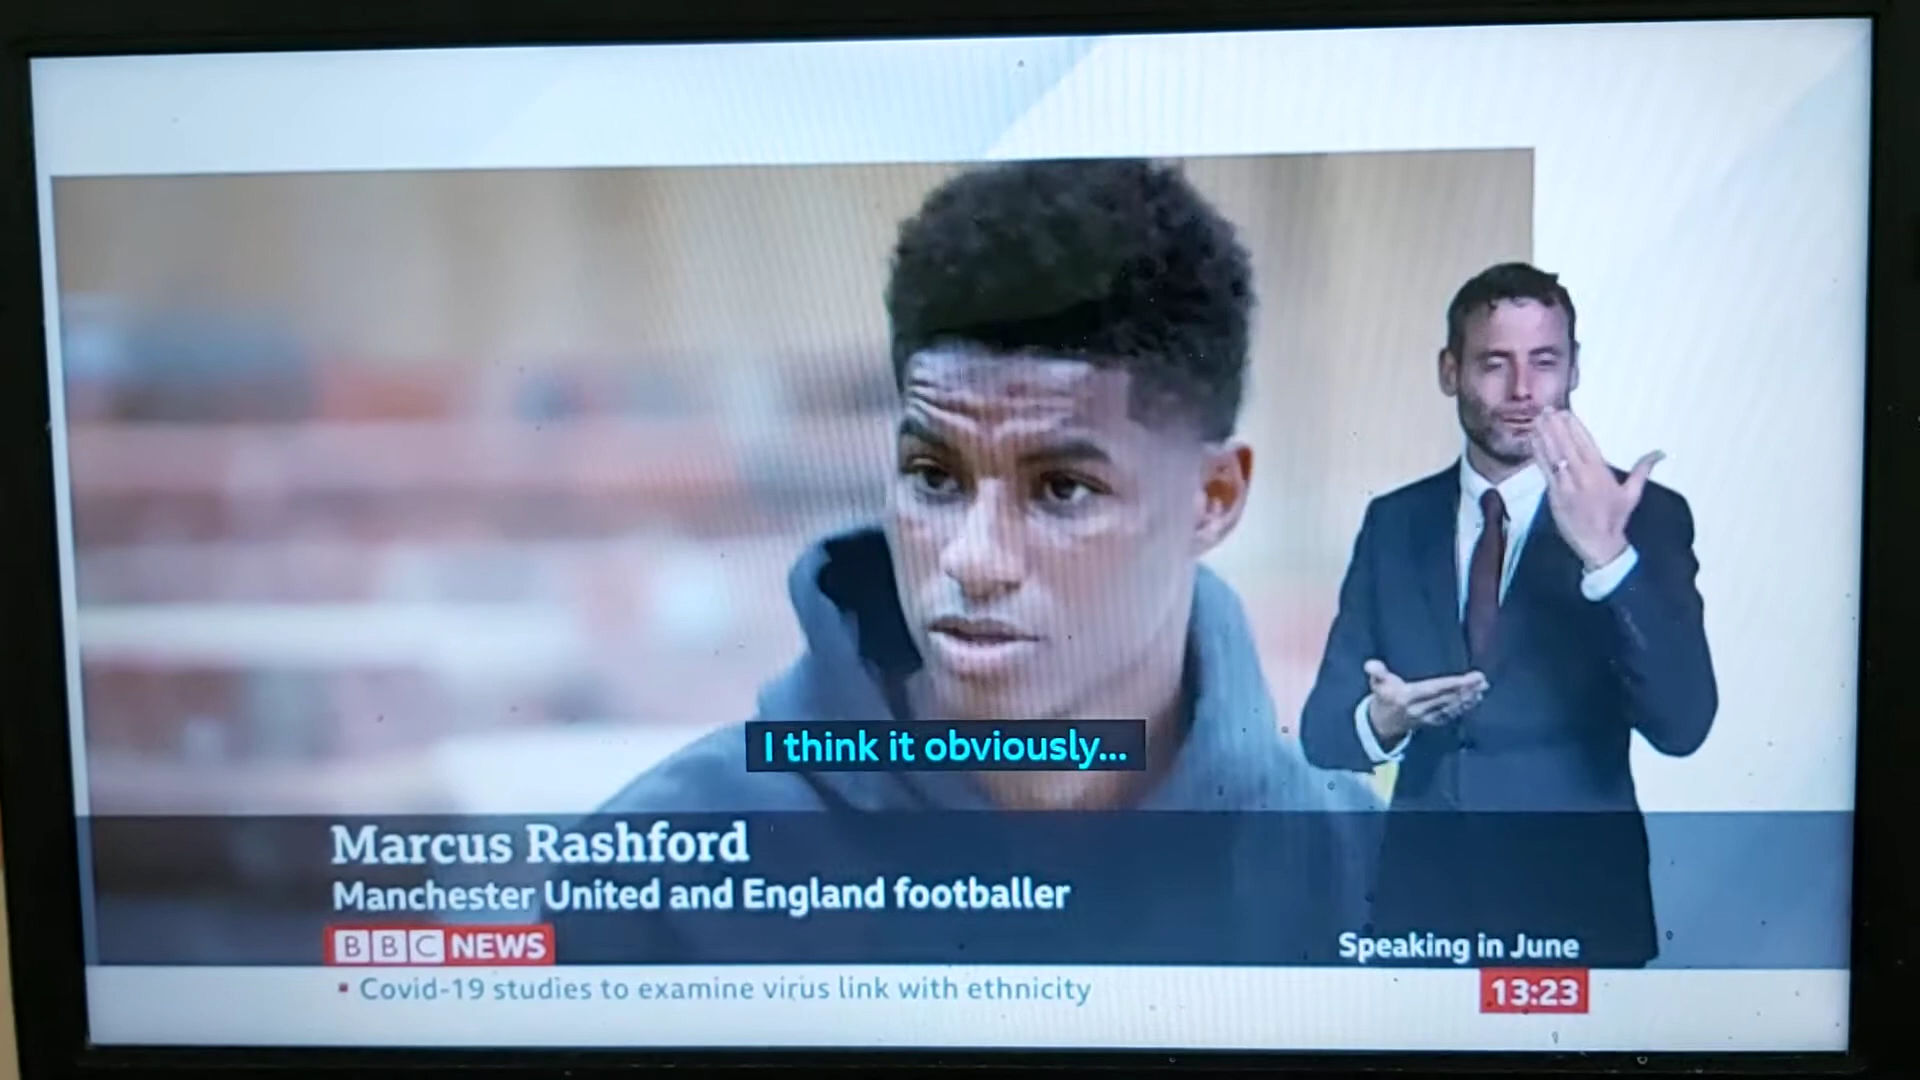 I think it obviously...
Marcus Rashford
Manchester United and England footballer
BBC NEWS
Speaking in June
▪ Covid-19 studies to examine virus link with ethnicity
13:23